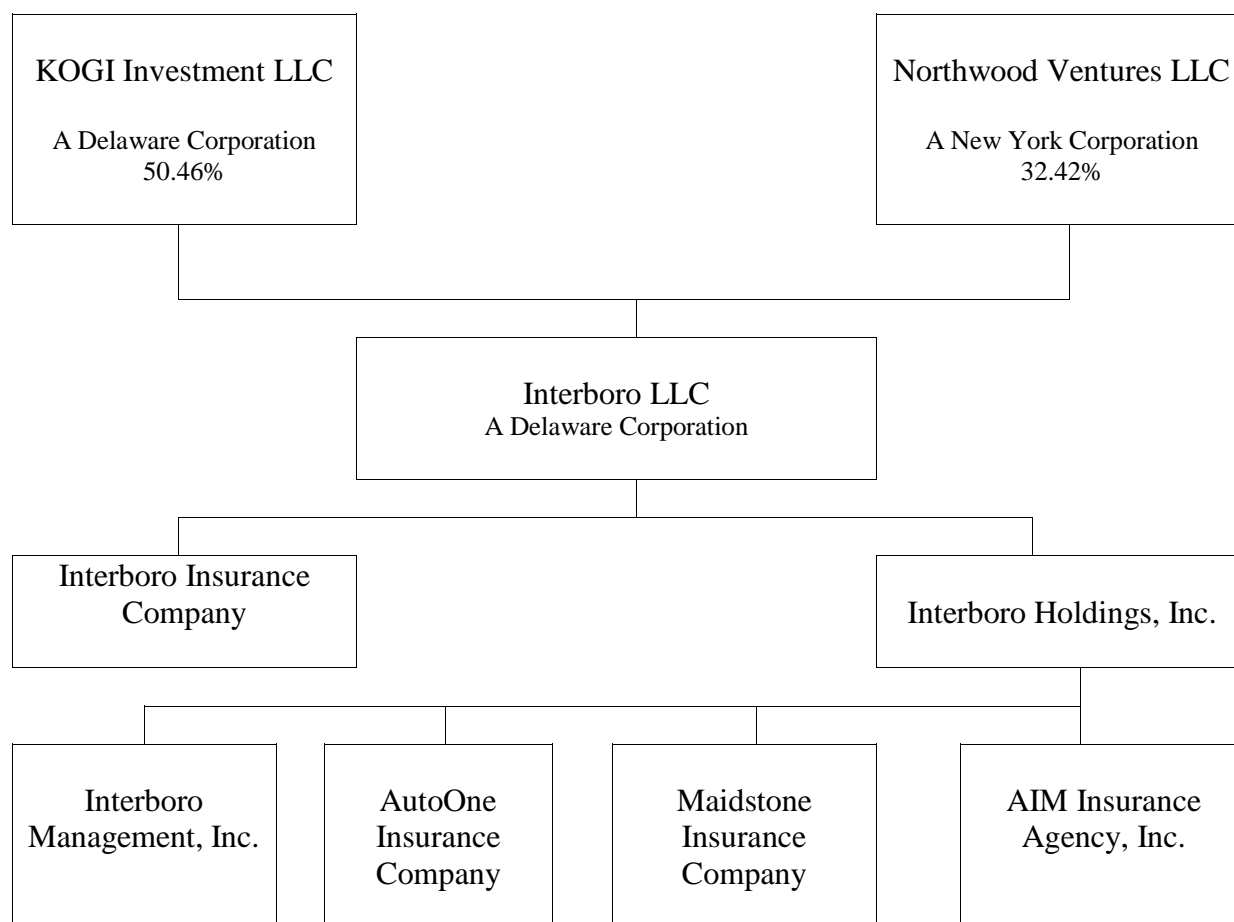 KOGI Investment LLC
A Delaware Corporation
50.46%
Northwood Ventures LLC
A New York Corporation
32.42%
Interboro LLC
A Delaware Corporation
Interboro Insurance
Company
Interboro Holdings, Inc.
Interboro
Management, Inc.
AutoOne
Insurance
Company
Maidstone
Insurance
Company
AIM Insurance
Agency, Inc.